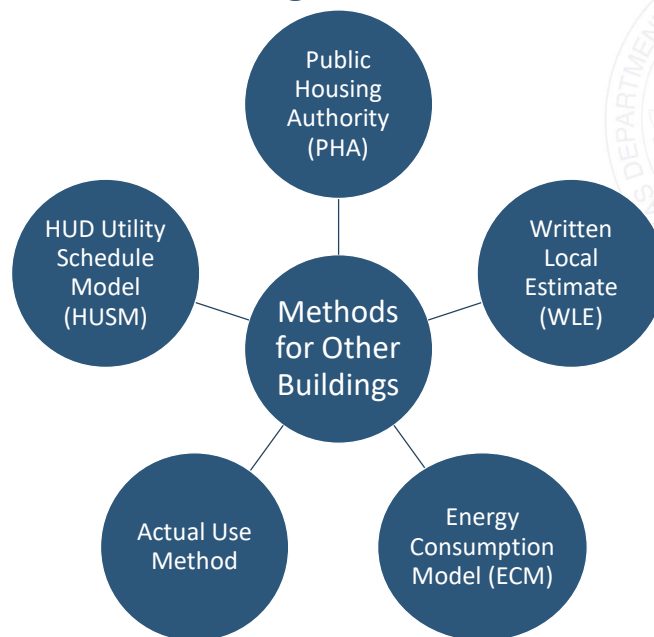 Public
Housing
Authority
(PHA)
HUD Utility
Schedule
Model
(HUSM)
Written
Local
Estimate
(WLE)
Methods
for Other
Buildings
Actual Use
Method
Energy
Consumption
Model (ECM)